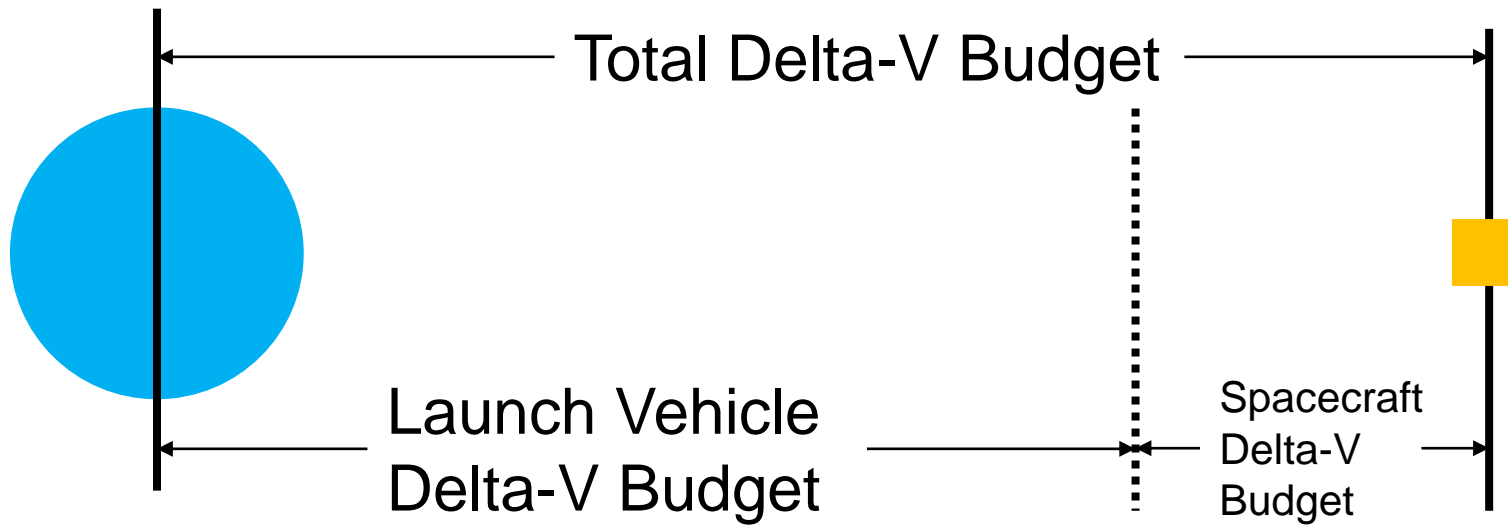 Total Delta-V Budget
Launch Vehicle
Delta-V Budget
Spacecraft
Delta-V
Budget